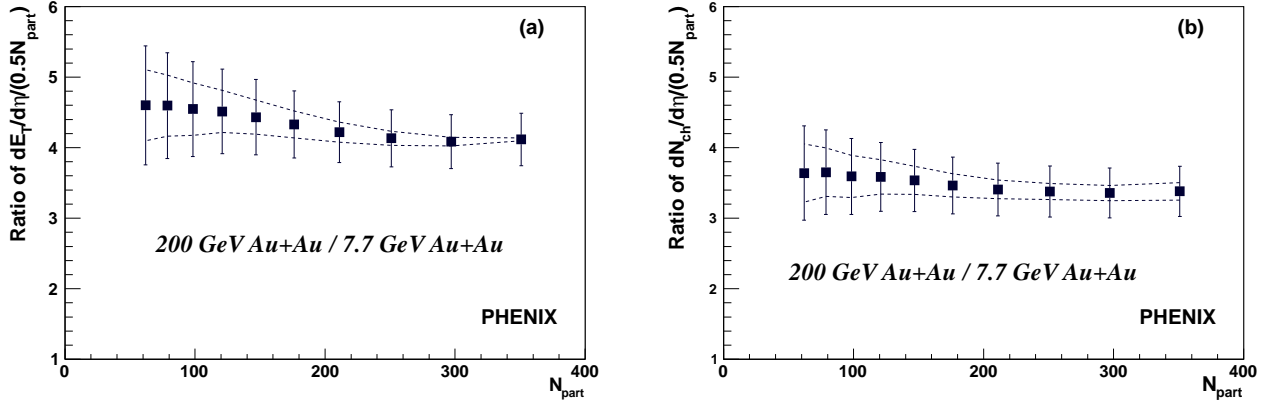 Ratio of dE_T/dη/(0.5N_part)
6
5
4
3
2
1
(a)
200 GeV Au+Au / 7.7 GeV Au+Au
PHENIX
0 100 200 300 400
N_part
Ratio of dN_ch/dη/(0.5N_part)
6
5
4
3
2
1
(b)
200 GeV Au+Au / 7.7 GeV Au+Au
PHENIX
0 100 200 300 400
N_part